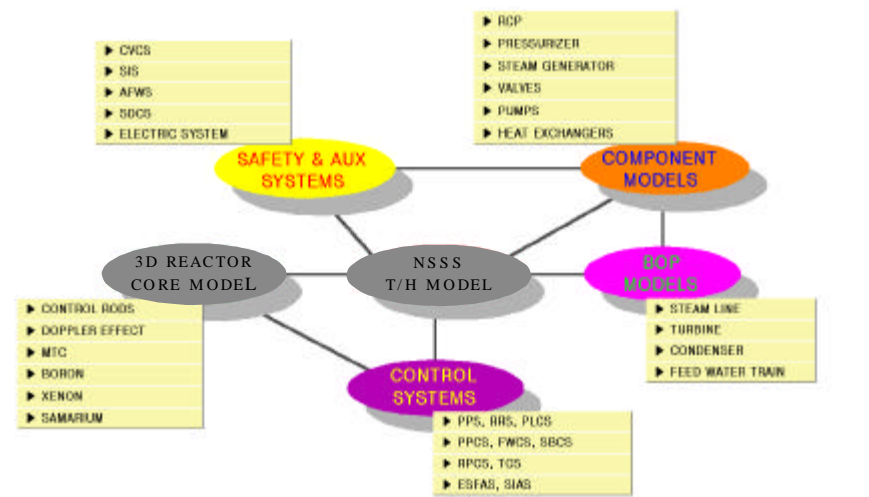 ▶ CVCS
▶ SIS
▶ AFWS
▶ SDCS
▶ ELECTRIC SYSTEM
▶ RCP
▶ PRESSURIZER
▶ STEAM GENERATOR
▶ VALVES
▶ PUMPS
▶ HEAT EXCHANGERS
SAFETY & AUX
SYSTEMS
COMPONENT
MODELS
3D REACTOR
CORE MODEL
NSSS
T/H MODEL
BOP
MODELS
▶ CONTROL RODS
▶ DOPPLER EFFECT
▶ MTC
▶ BORON
▶ XENON
▶ SAMARIUM
▶ STEAM LINE
▶ TURBINE
▶ CONDENSER
▶ FEED WATER TRAIN
CONTROL
SYSTEMS
▶ PPS, RRS, PLCS
▶ PPCS, FWCS, SBCS
▶ RPCS, TCS
▶ ESFAS, SIAS